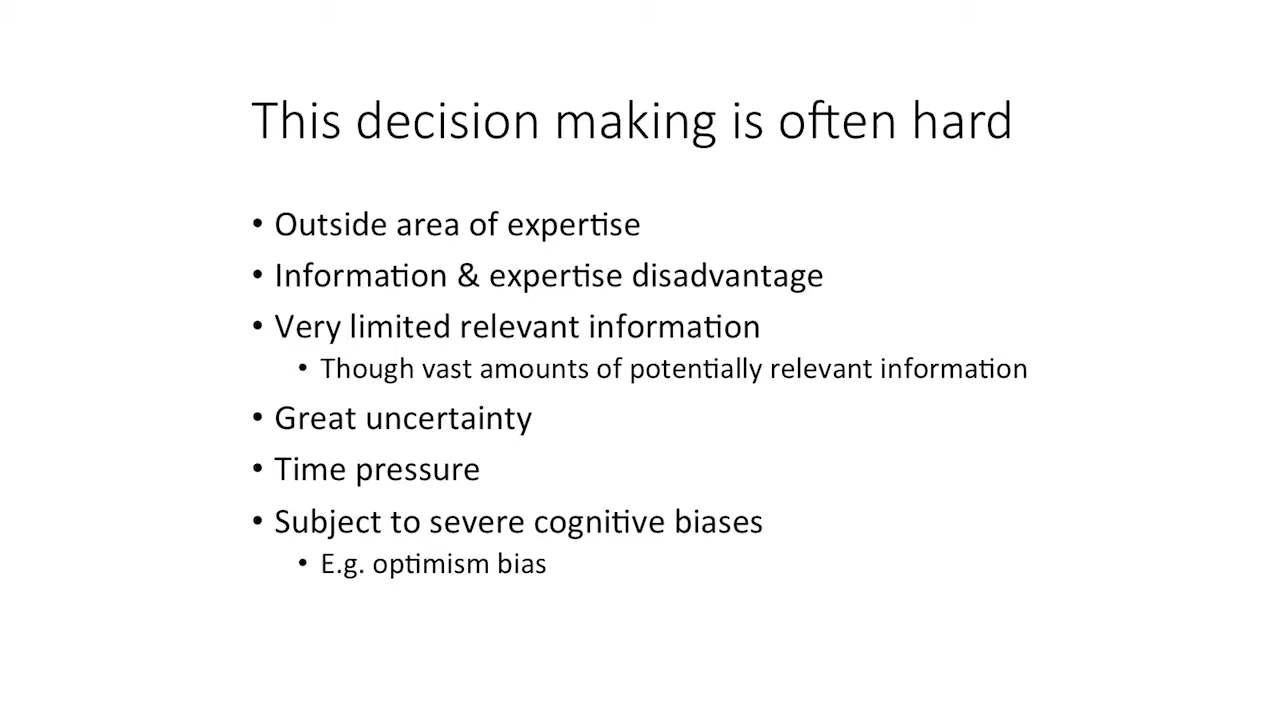 This decision making is often hard
• Outside area of expertise
• Information & expertise disadvantage
• Very limited relevant information
• Though vast amounts of potentially relevant information
• Great uncertainty
• Time pressure
• Subject to severe cognitive biases
• E.g. optimism bias